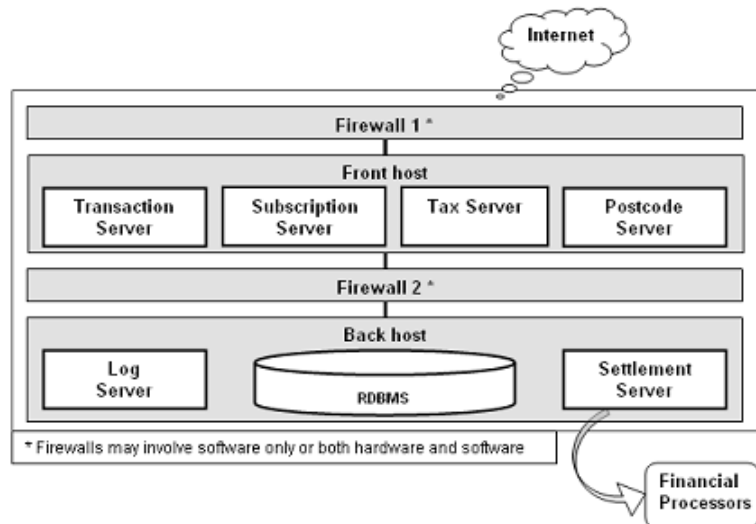 Internet
Firewall 1 *
Front host
Transaction
Server
Subscription
Server
Tax Server
Postcode
Server
Firewall 2 *
Back host
Log
Server
RDBMS
Settlement
Server
* Firewalls may involve software only or both hardware and software
Financial
Processors